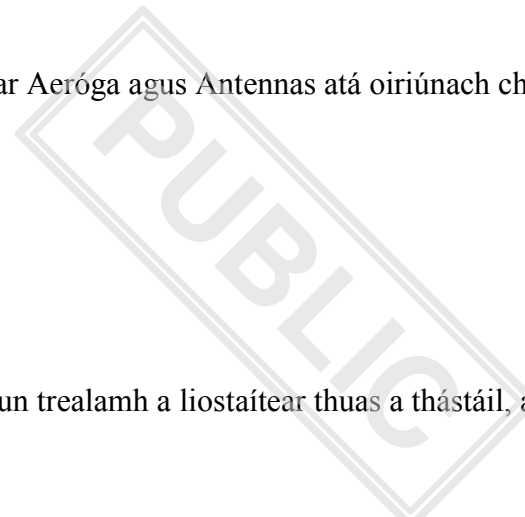 ar Aeróga agus Antennas atá oiriúnach ch
PUBLIC
un trealamh a liostaítear thuas a thástáil,